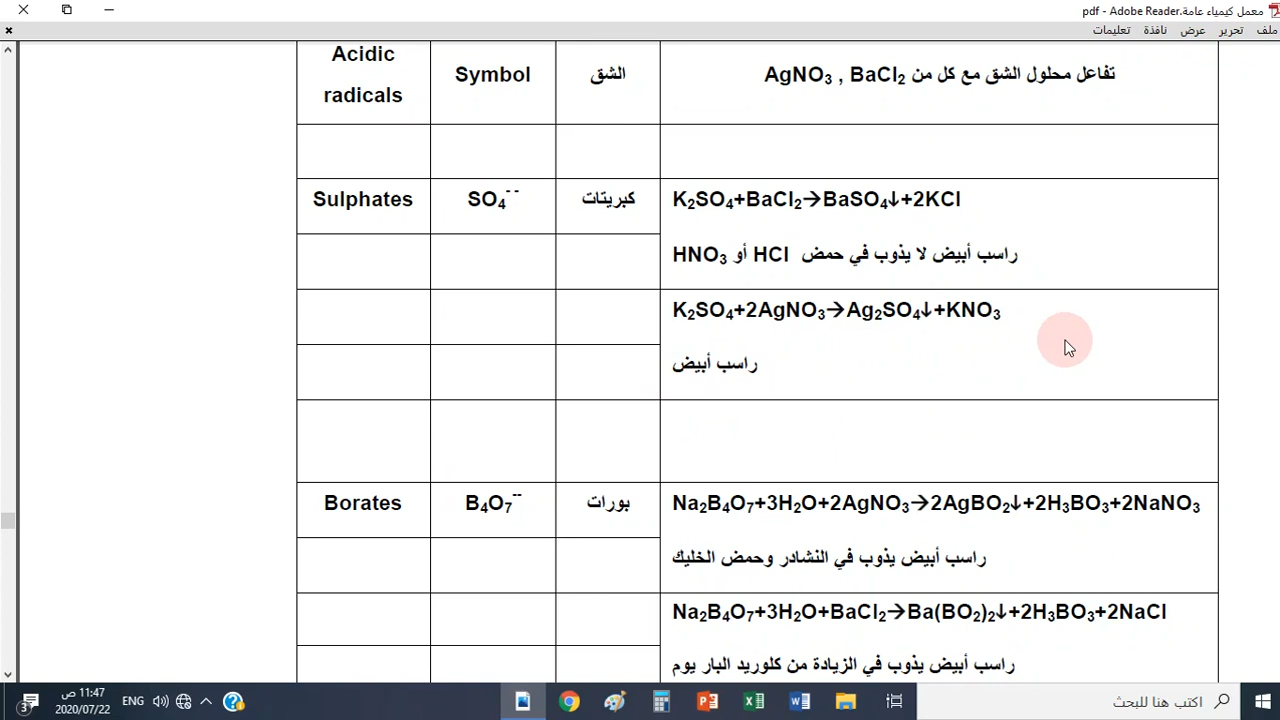 معمل كيمياء عامة.pdf - Adobe Reader
ملف تحرير عرض نافذة تعليمات
Acidic radicals | Symbol | الشق | تفاعل محلول الشق مع كل من AgNO₃ , BaCl₂
Sulphates | SO₄⁻⁻ | كبريتات | K₂SO₄+BaCl₂→BaSO₄↓+2KCl
راسب أبيض لا يذوب في حمض HCl أو HNO₃
K₂SO₄+2AgNO₃→Ag₂SO₄↓+KNO₃
راسب أبيض
Borates | B₄O₇⁻⁻ | بورات | Na₂B₄O₇+3H₂O+2AgNO₃→2AgBO₂↓+2H₃BO₃+2NaNO₃
راسب أبيض يذوب في النشادر وحمض الخليك
Na₂B₄O₇+3H₂O+BaCl₂→Ba(BO₂)₂↓+2H₃BO₃+2NaCl
راسب أبيض يذوب في الزيادة من كلوريد البار يوم
اكتب هنا للبحث
ENG
11:47 ص
2020/07/22
3